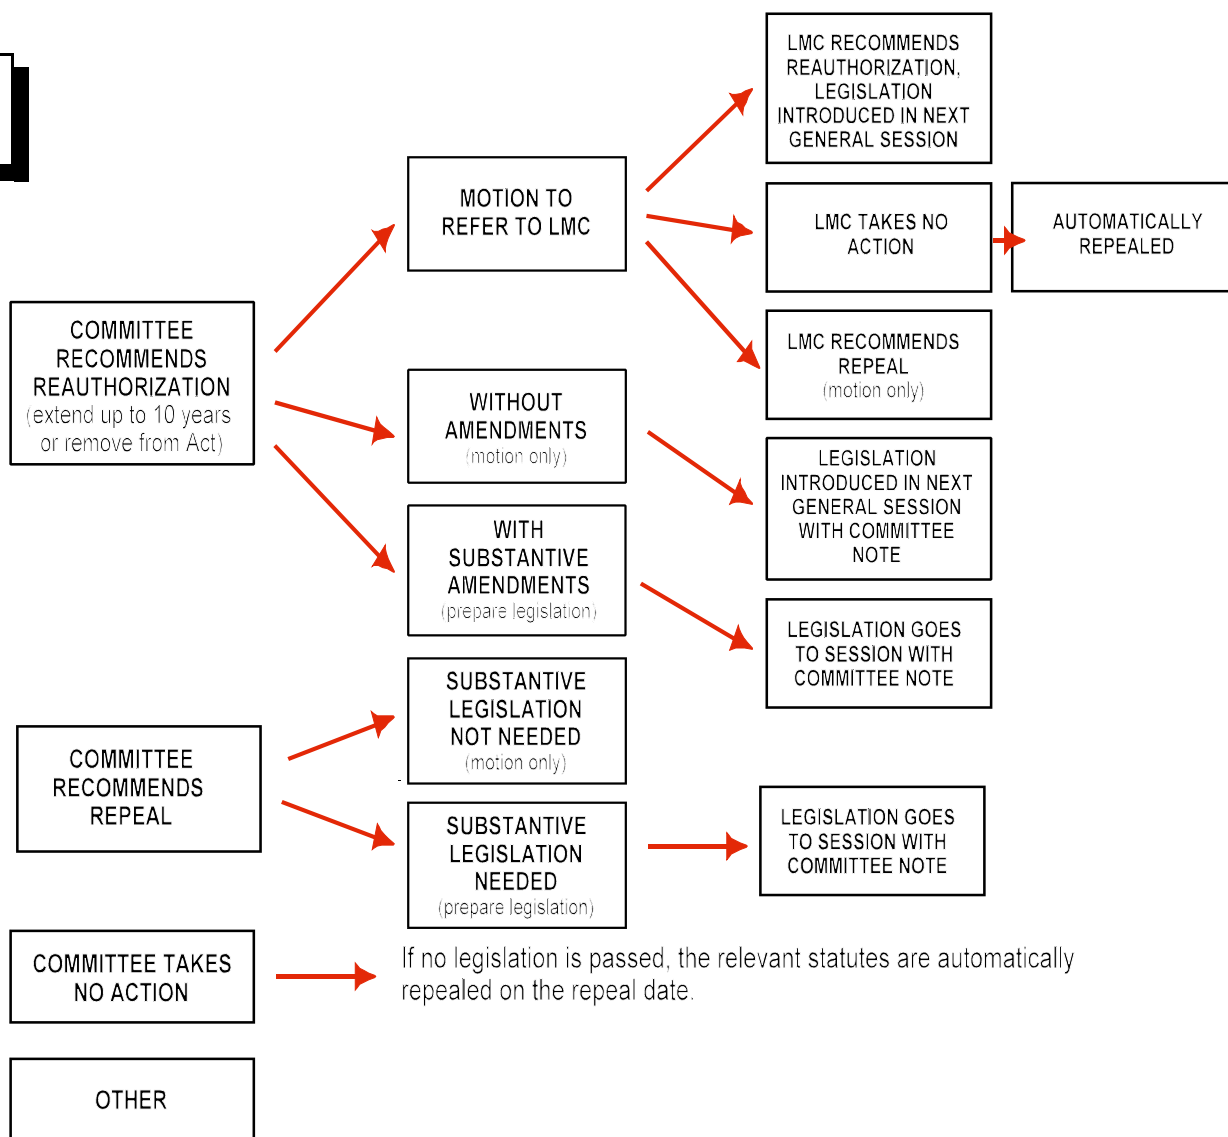 COMMITTEE
RECOMMENDS
REAUTHORIZATION
(extend up to 10 years
or remove from Act)
MOTION TO
REFER TO LMC
LMC RECOMMENDS
REAUTHORIZATION,
LEGISLATION
INTRODUCED IN NEXT
GENERAL SESSION
LMC TAKES NO
ACTION
AUTOMATICALLY
REPEALED
LMC RECOMMENDS
REPEAL
(motion only)
WITHOUT
AMENDMENTS
(motion only)
LEGISLATION
INTRODUCED IN NEXT
GENERAL SESSION
WITH COMMITTEE
NOTE
WITH
SUBSTANTIVE
AMENDMENTS
(prepare legislation)
LEGISLATION GOES
TO SESSION WITH
COMMITTEE NOTE
COMMITTEE
RECOMMENDS
REPEAL
SUBSTANTIVE
LEGISLATION
NOT NEEDED
(motion only)
SUBSTANTIVE
LEGISLATION
NEEDED
(prepare legislation)
LEGISLATION GOES
TO SESSION WITH
COMMITTEE NOTE
COMMITTEE TAKES
NO ACTION
If no legislation is passed, the relevant statutes are automatically
repealed on the repeal date.
OTHER